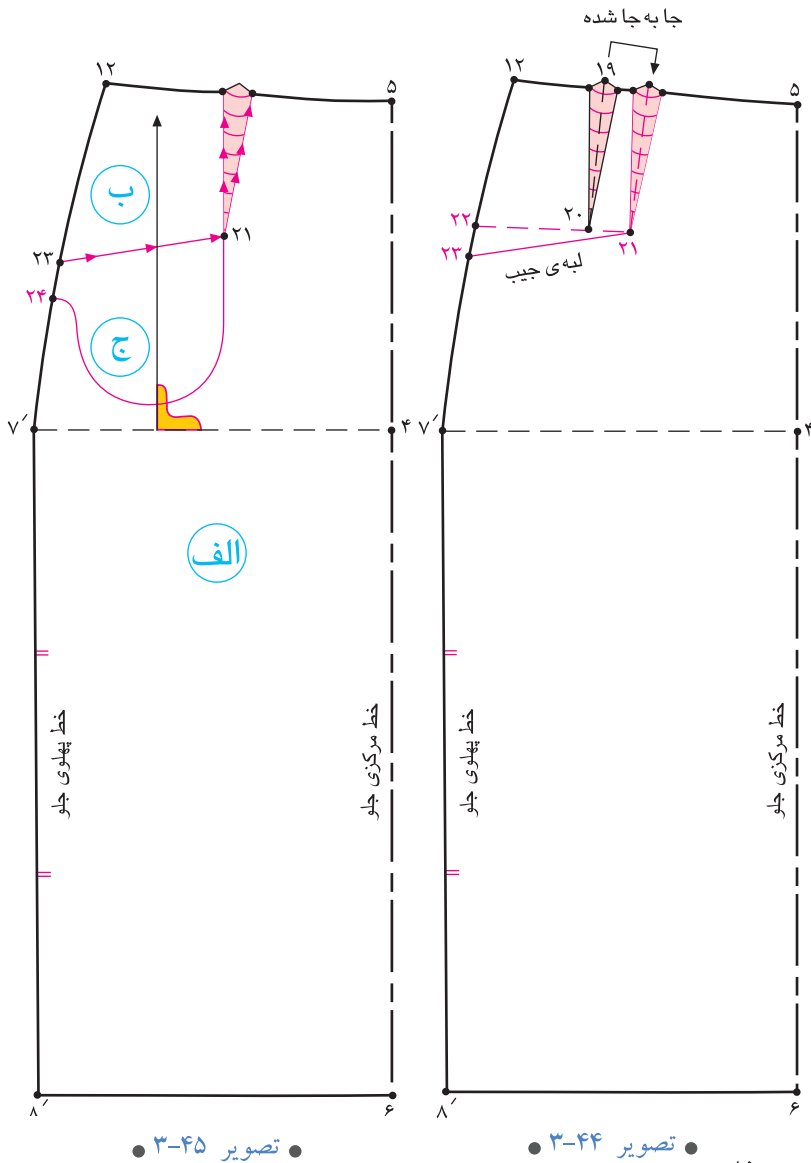 جا به جا شده
۱۹
۱۲
۵
۲۰
۲۲
۲۱
۲۳
لبه ی جیب
۷′
۴
خط پهلوی جلو
خط مرکزی جلو
۸′
۶
تصویر ۴۴-۳
۱۲
۵
ب
۲۱
۲۳
۲۴
ج
۷′
۴
الف
خط پهلوی جلو
خط مرکزی جلو
۸′
۶
تصویر ۴۵-۳